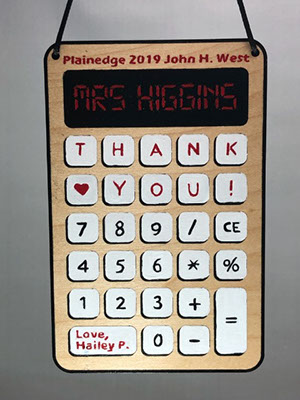 Plainedge 2019 John H. West
MRS HIGGINS
T H A N K
♥ Y O U !
7 8 9 / CE
4 5 6 * %
1 2 3 +
=
Love,
Hailey P. 0 -